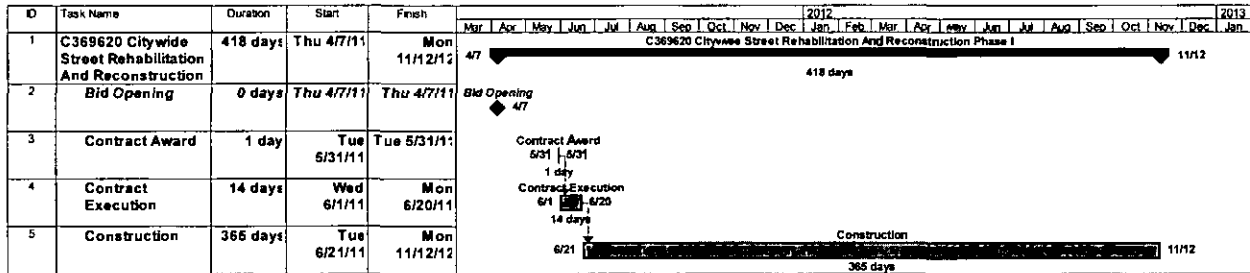 ID Task Name Duration Start Finish 2012 2013
Mar Apr May Jun Jul Aug Sep Oct Nov Dec Jan Feb Mar Apr May Jun Jul Aug Sep Oct Nov Dec Jan
1 C369620 Citywide 418 days Thu 4/7/11 Mon C369620 Citywee Street Rehabilitation And Reconstruction Phase I
Street Rehabilitation 11/12/12 4/7 11/12
And Reconstruction 418 days
2 Bid Opening 0 days Thu 4/7/11 Thu 4/7/11 Bid Opening
4/7
3 Contract Award 1 day Tue Tue 5/31/11 Contract Award
5/31/11 5/31 5/31
1 day
4 Contract 14 days Wed Mon Contract Execution
Execution 6/1/11 6/20/11 6/1 6/20
14 days
5 Construction 365 days Tue Mon Construction
6/21/11 11/12/12 6/21 11/12
365 days